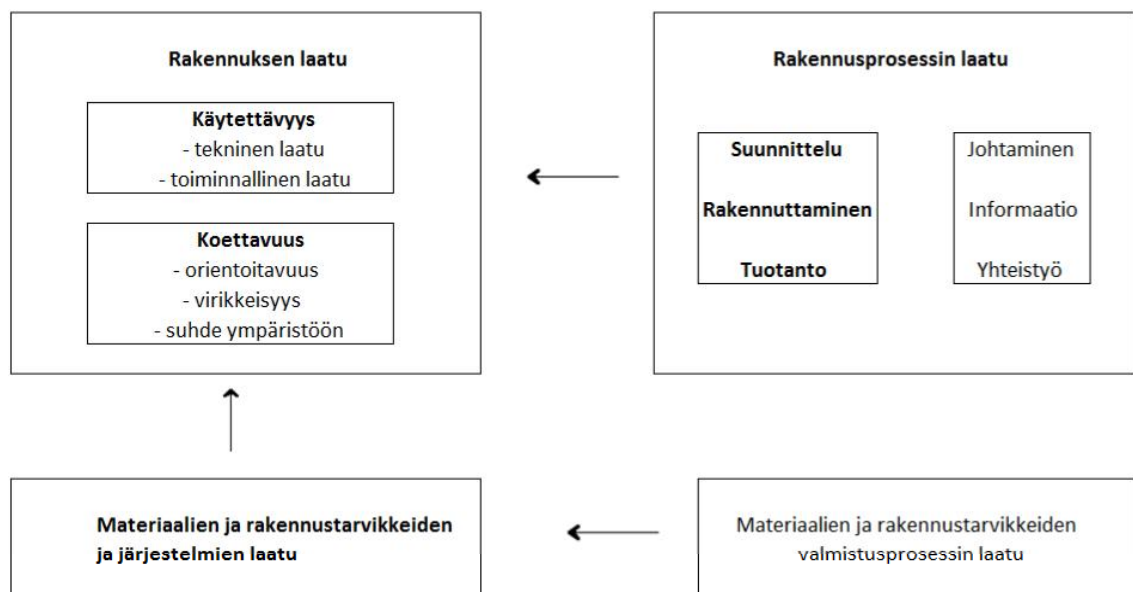 Rakennuksen laatu
Käytettävyys
- tekninen laatu
- toiminnallinen laatu
Koettavuus
- orientoitavuus
- virikkeisyys
- suhde ympäristöön
Rakennusprosessin laatu
Suunnittelu
Rakennuttaminen
Tuotanto
Johtaminen
Informaatio
Yhteistyö
Materiaalien ja rakennustarvikkeiden
ja järjestelmien laatu
Materiaalien ja rakennustarvikkeiden
valmistusprosessin laatu